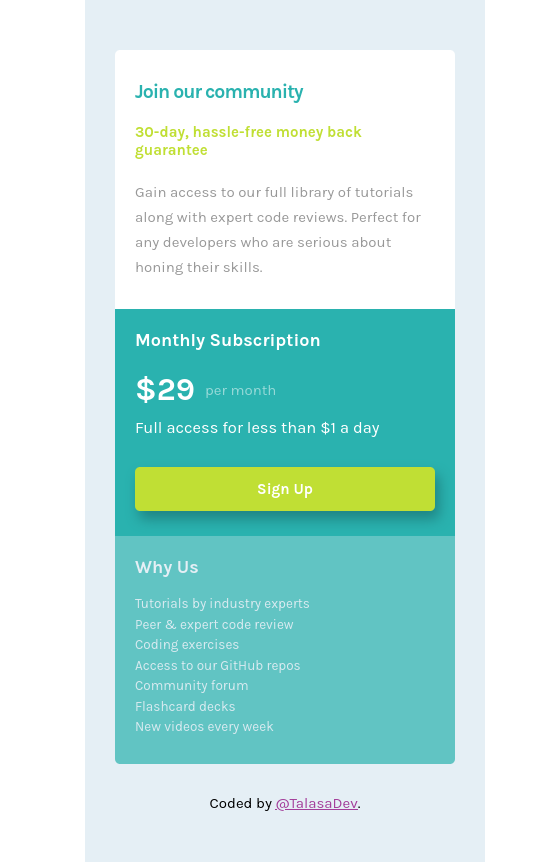 Join our community
30-day, hassle-free money back
guarantee
Gain access to our full library of tutorials
along with expert code reviews. Perfect for
any developers who are serious about
honing their skills.
Monthly Subscription
$29 per month
Full access for less than $1 a day
Sign Up
Why Us
Tutorials by industry experts
Peer & expert code review
Coding exercises
Access to our GitHub repos
Community forum
Flashcard decks
New videos every week
Coded by @TalasaDev.